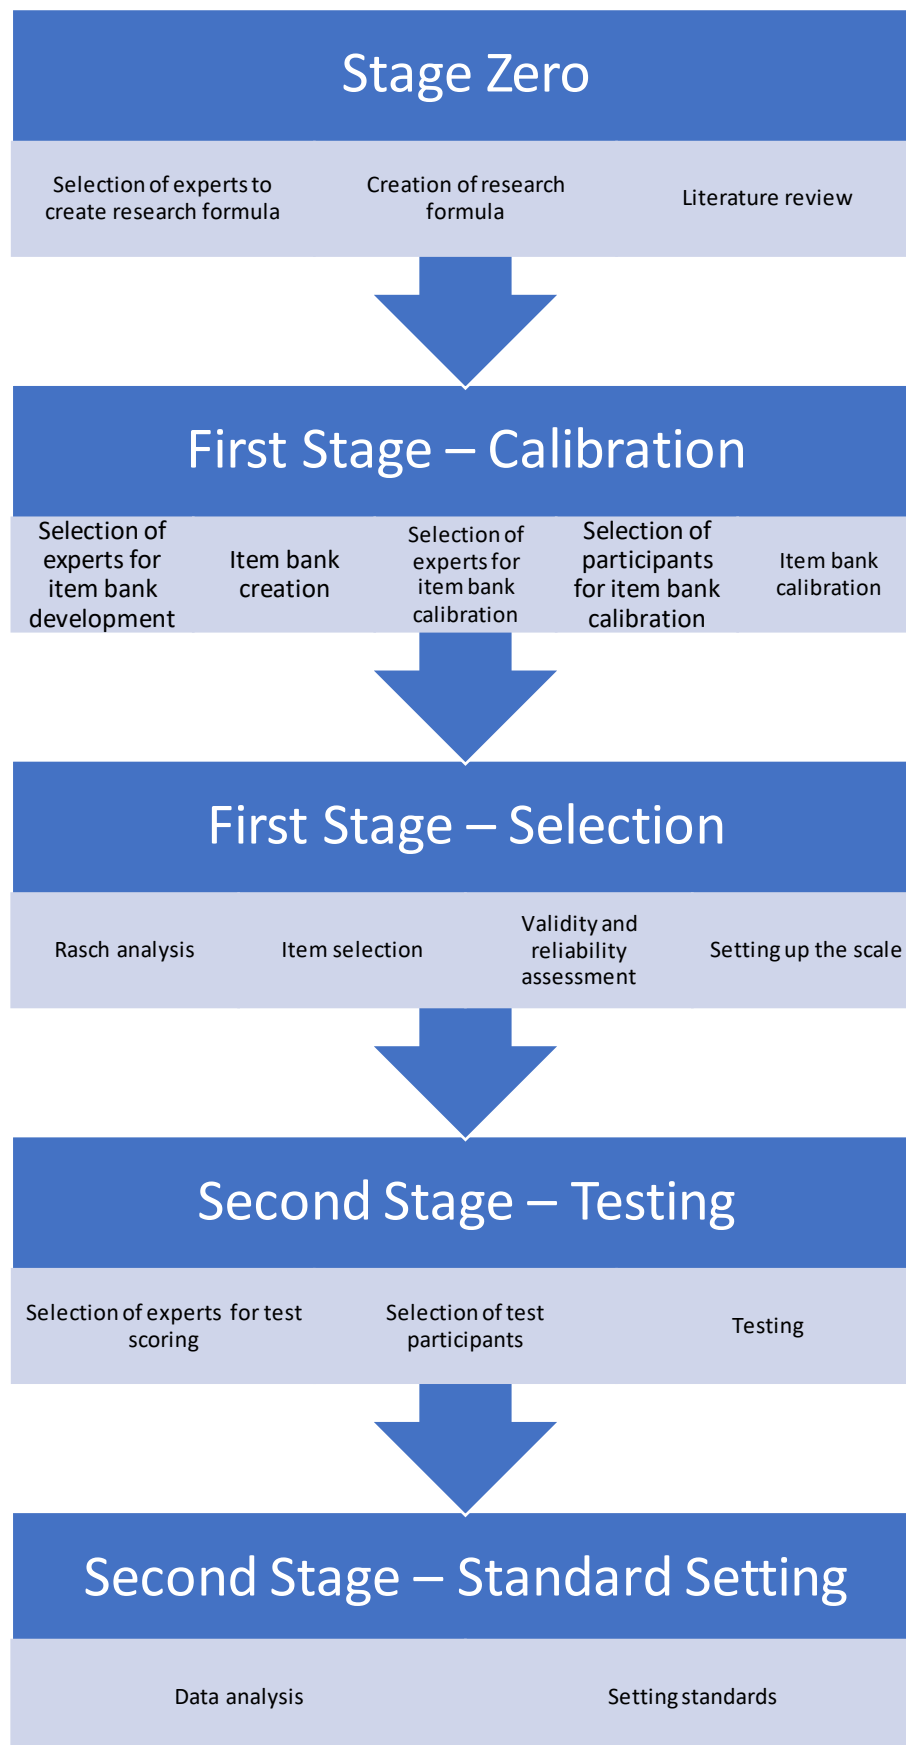 Stage Zero
Selection of experts to
create research formula
Creation of research
formula
Literature review
First Stage – Calibration
Selection of
experts for
item bank
development
Item bank
creation
Selection of
experts for
item bank
calibration
Selection of
participants
for item bank
calibration
Item bank
calibration
First Stage – Selection
Rasch analysis
Item selection
Validity and
reliability
assessment
Setting up the scale
Second Stage – Testing
Selection of experts for test
scoring
Selection of test
participants
Testing
Second Stage – Standard Setting
Data analysis
Setting standards